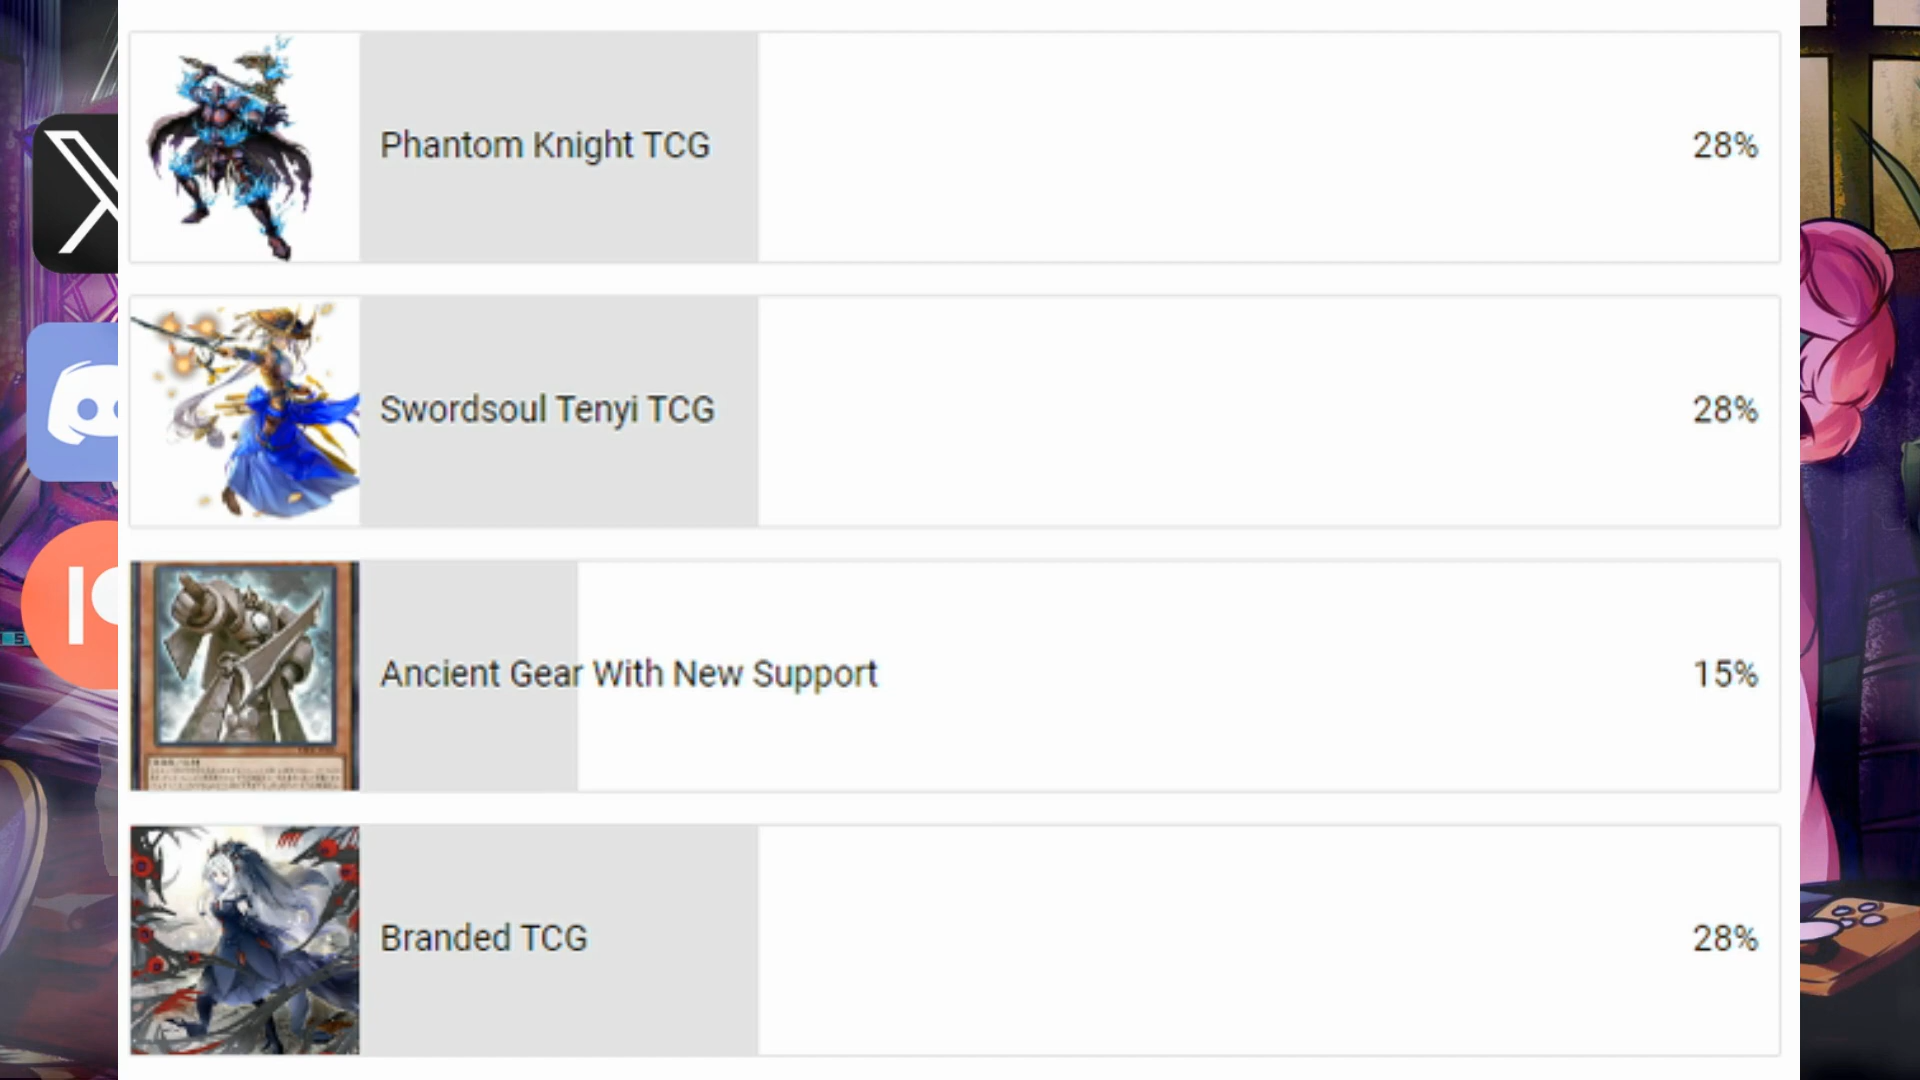 Phantom Knight TCG
28%
Swordsoul Tenyi TCG
28%
Ancient Gear With New Support
15%
Branded TCG
28%